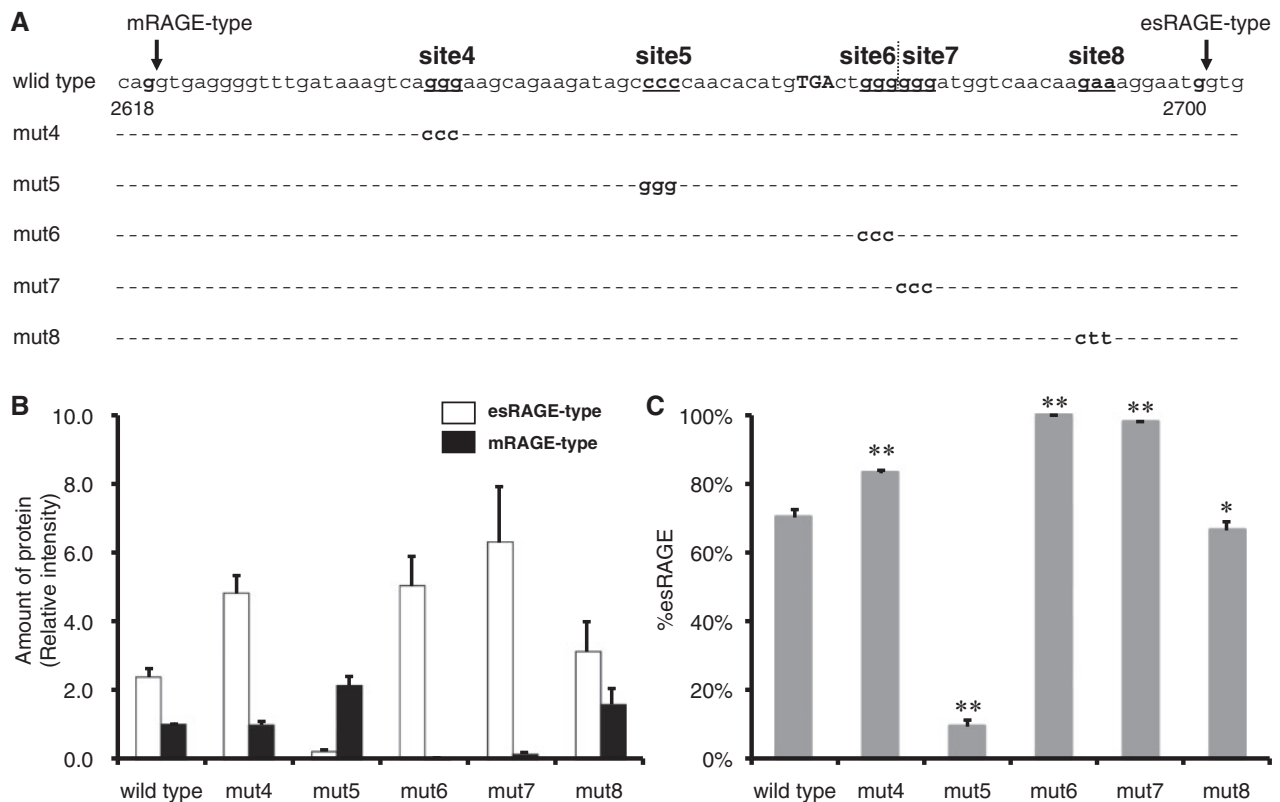 A
mRAGE-type
esRAGE-type
site4 site5 site6 site7 site8
wlid type caggtgaggggtttgataaagtcagggaagcagaagatagccccccaacacatgTGActggggggatggtcaacaagaaaggaatggtg
2618 2700
mut4 ccc
mut5 ggg
mut6 ccc
mut7 ccc
mut8 ctt
B
esRAGE-type
mRAGE-type
Amount of protein
(Relative intensity)
10.0
8.0
6.0
4.0
2.0
0.0
wild type mut4 mut5 mut6 mut7 mut8
C
%esRAGE
100%
80%
60%
40%
20%
0%
** ** ** ** *
wild type mut4 mut5 mut6 mut7 mut8